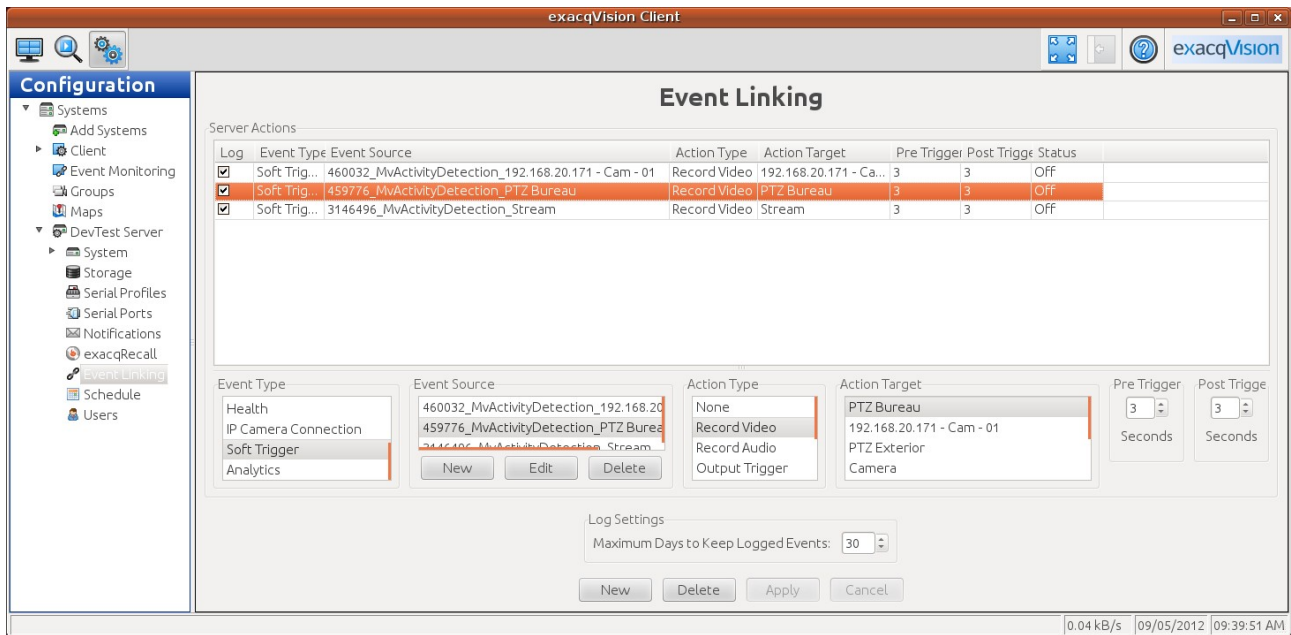 exacqVision Client
exacqVision
Configuration
Systems
Add Systems
Client
Event Monitoring
Groups
Maps
DevTest Server
System
Storage
Serial Profiles
Serial Ports
Notifications
exacqRecall
Event Linking
Schedule
Users
Event Linking
Server Actions
Log Event Type Event Source Action Type Action Target Pre Trigger Post Trigge Status
Soft Trig... 460032_MvActivityDetection_192.168.20.171 - Cam - 01 Record Video 192.168.20.171 - Ca... 3 3 Off
Soft Trig... 459776_MvActivityDetection_PTZ Bureau Record Video PTZ Bureau 3 3 Off
Soft Trig... 3146496_MvActivityDetection_Stream Record Video Stream 3 3 Off
Event Type
Health
IP Camera Connection
Soft Trigger
Analytics
Event Source
460032_MvActivityDetection_192.168.20
459776_MvActivityDetection_PTZ Burea
3146496_MvActivityDetection_Stream
New Edit Delete
Action Type
None
Record Video
Record Audio
Output Trigger
Action Target
PTZ Bureau
192.168.20.171 - Cam - 01
PTZ Exterior
Camera
Pre Trigger
3
Seconds
Post Trigge
3
Seconds
Log Settings
Maximum Days to Keep Logged Events: 30
New Delete Apply Cancel
0.04 kB/s 09/05/2012 09:39:51 AM